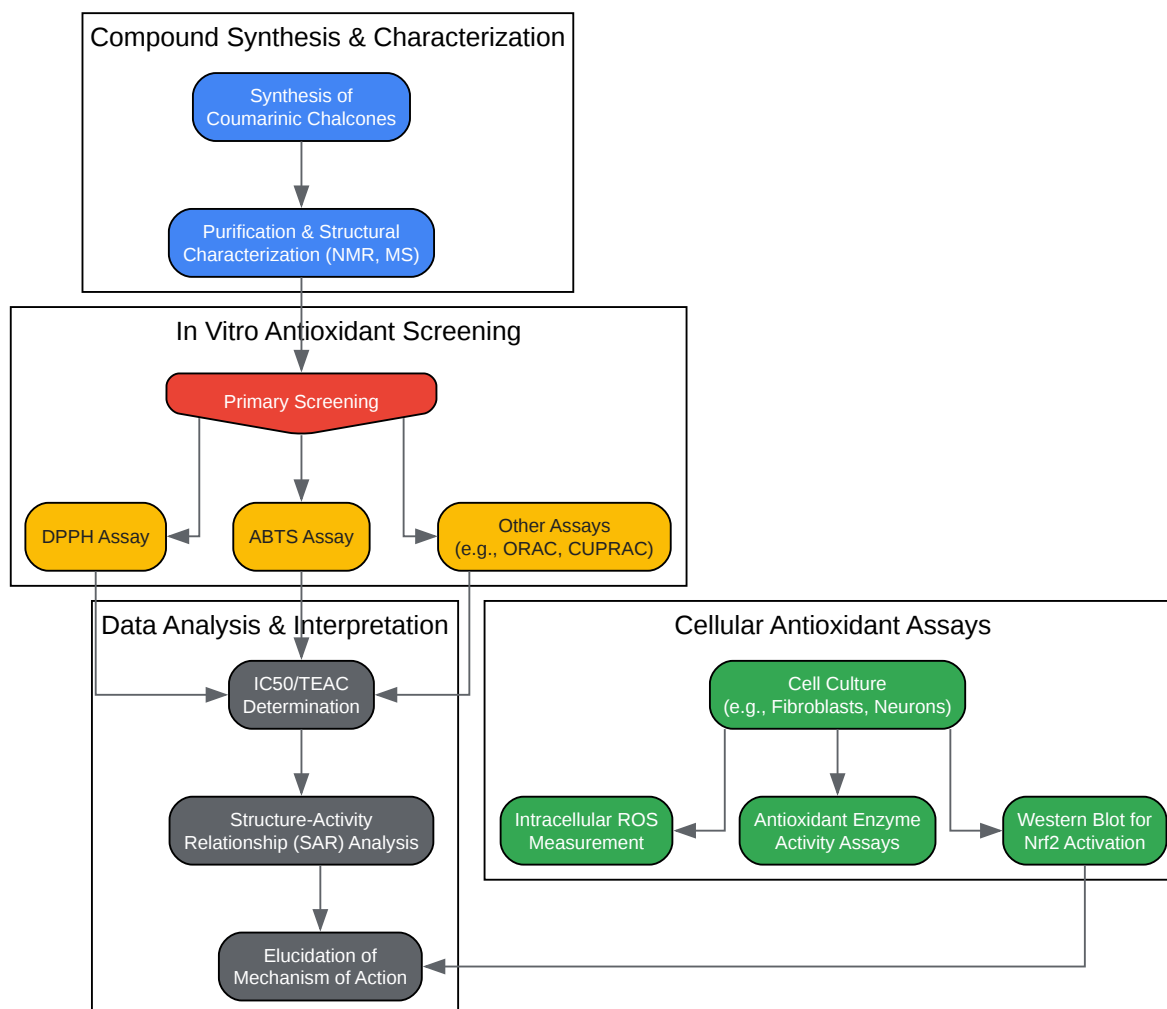 Compound Synthesis & Characterization
Synthesis of
Coumarinic Chalcones
Purification & Structural
Characterization (NMR, MS)
In Vitro Antioxidant Screening
Primary Screening
DPPH Assay
ABTS Assay
Other Assays
(e.g., ORAC, CUPRAC)
Data Analysis & Interpretation
IC50/TEAC
Determination
Structure-Activity
Relationship (SAR) Analysis
Elucidation of
Mechanism of Action
Cellular Antioxidant Assays
Cell Culture
(e.g., Fibroblasts, Neurons)
Intracellular ROS
Measurement
Antioxidant Enzyme
Activity Assays
Western Blot for
Nrf2 Activation